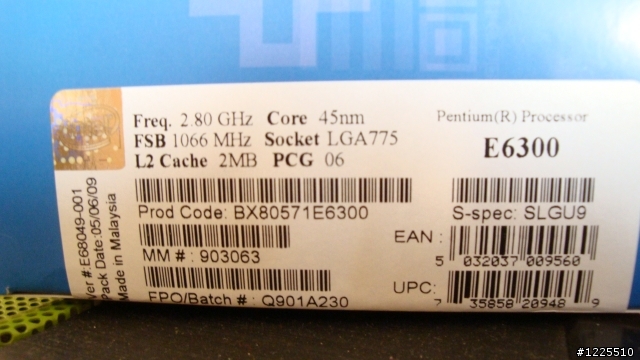 Freq. 2.80 GHz Core 45nm
FSB 1066 MHz Socket LGA775
L2 Cache 2MB PCG 06
Pentium(R) Processor
E6300
Prod Code: BX80571E6300
S-spec: SLGU9
MM # : 903063
EAN :
5 032037 009560
FPO/Batch # : Q901A230
UPC:
7 35858 20948 9
Ver #:E68049-001
Pack Date:05/06/09
Made in Malaysia
#1225510